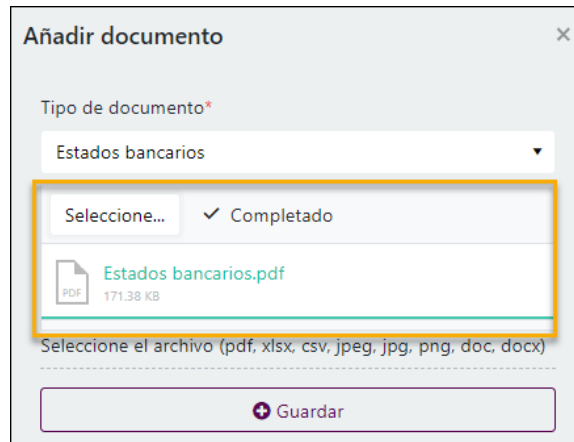 Añadir documento
Tipo de documento*
Estados bancarios
Seleccione... Completado
Estados bancarios.pdf
PDF
171.38 KB
Seleccione el archivo (pdf, xlsx, csv, jpeg, jpg, png, doc, docx)
Guardar